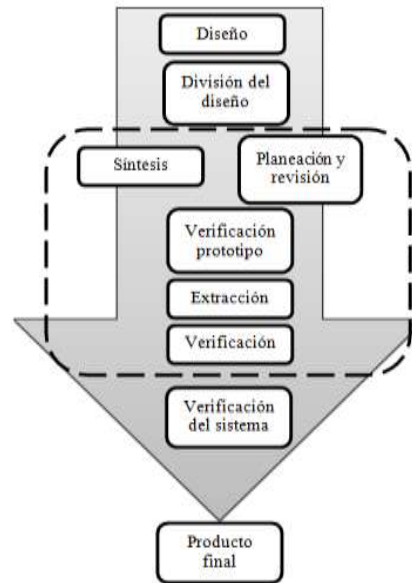 Diseño
División del
diseño
Síntesis
Planeación y
revisión
Verificación
prototipo
Extracción
Verificación
Verificación
del sistema
Producto
final